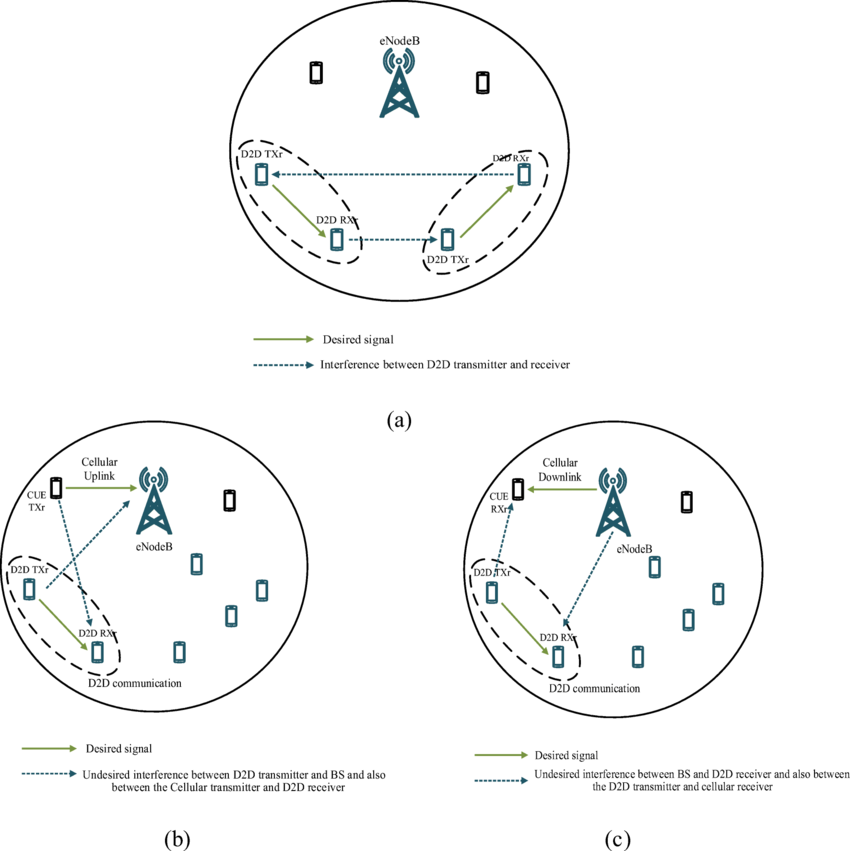 eNodeB
D2D TXr
D2D RXr
D2D RXr
D2D TXr
Desired signal
Interference between D2D transmitter and receiver
(a)
Cellular
Uplink
CUE
TXr
eNodeB
D2D TXr
D2D RXr
D2D communication
Desired signal
Undesired interference between D2D transmitter and BS and also
between the Cellular transmitter and D2D receiver
(b)
Cellular
Downlink
CUE
RXr
eNodeB
D2D TXr
D2D RXr
D2D communication
Desired signal
Undesired interference between BS and D2D receiver and also between
the D2D transmitter and cellular receiver
(c)